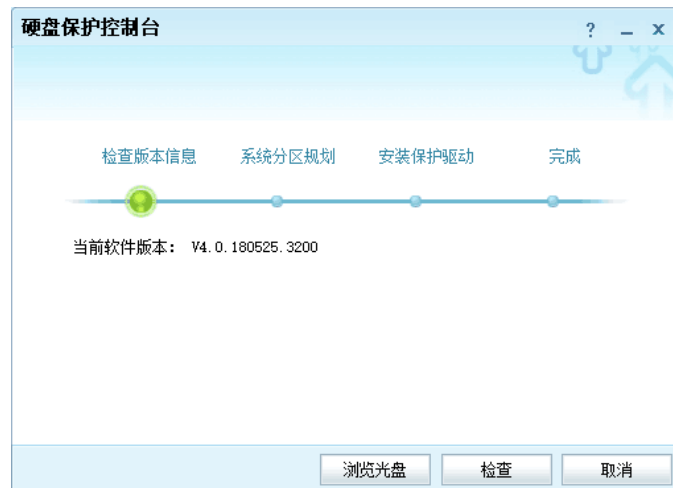 硬盘保护控制台
检查版本信息 系统分区规划 安装保护驱动 完成
当前软件版本： V4.0.180525.3200
浏览光盘 检查 取消